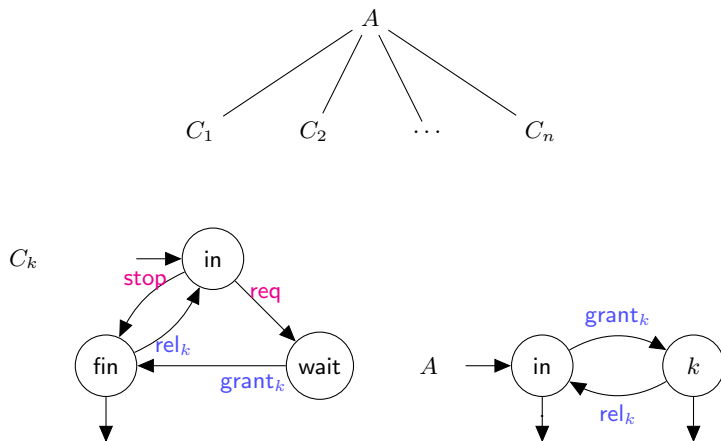 A
C₁ C₂ ⋯ Cₙ
Cₖ in
stop req
relₖ grantₖ
fin wait A in k
grantₖ relₖ